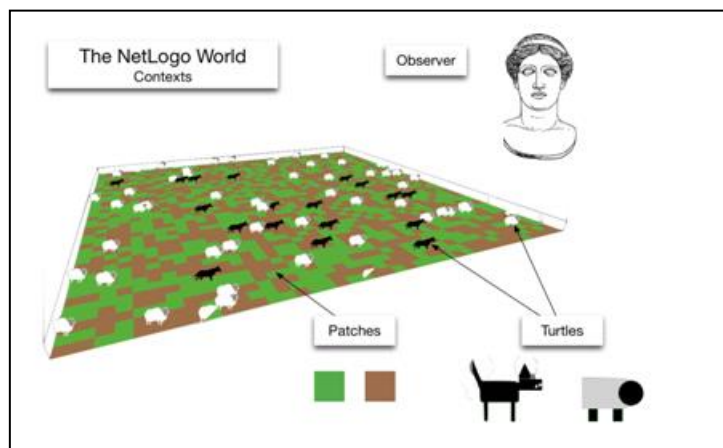 The NetLogo World
Contexts
Observer
Patches
Turtles